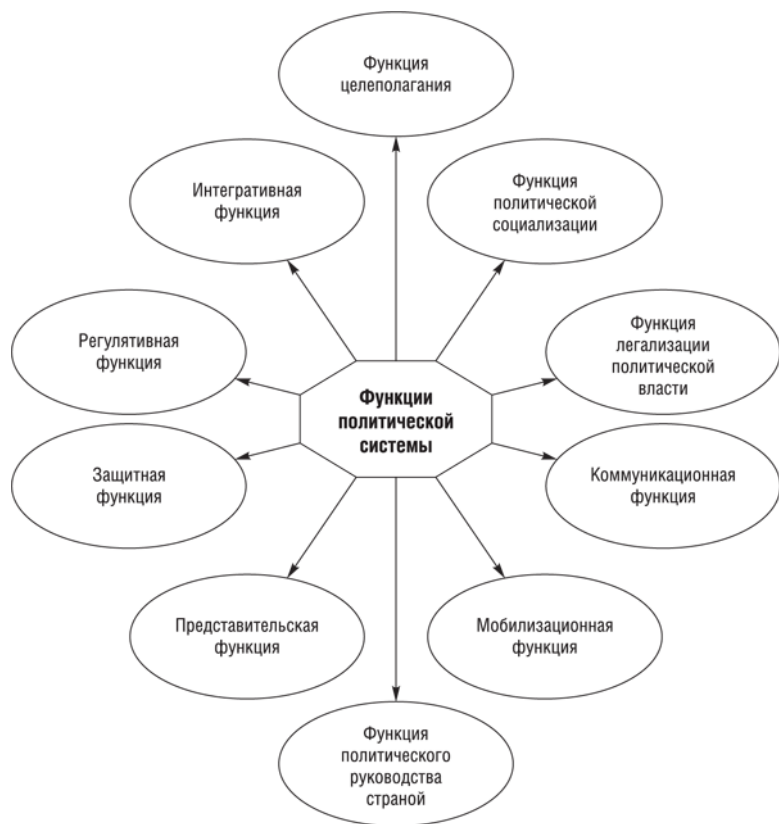 Функция
целеполагания
Интегративная
функция
Функция
политической
социализации
Регулятивная
функция
Функция
легализации
политической
власти
Функции
политической
системы
Защитная
функция
Коммуникационная
функция
Представительская
функция
Мобилизационная
функция
Функция
политического
руководства
страной